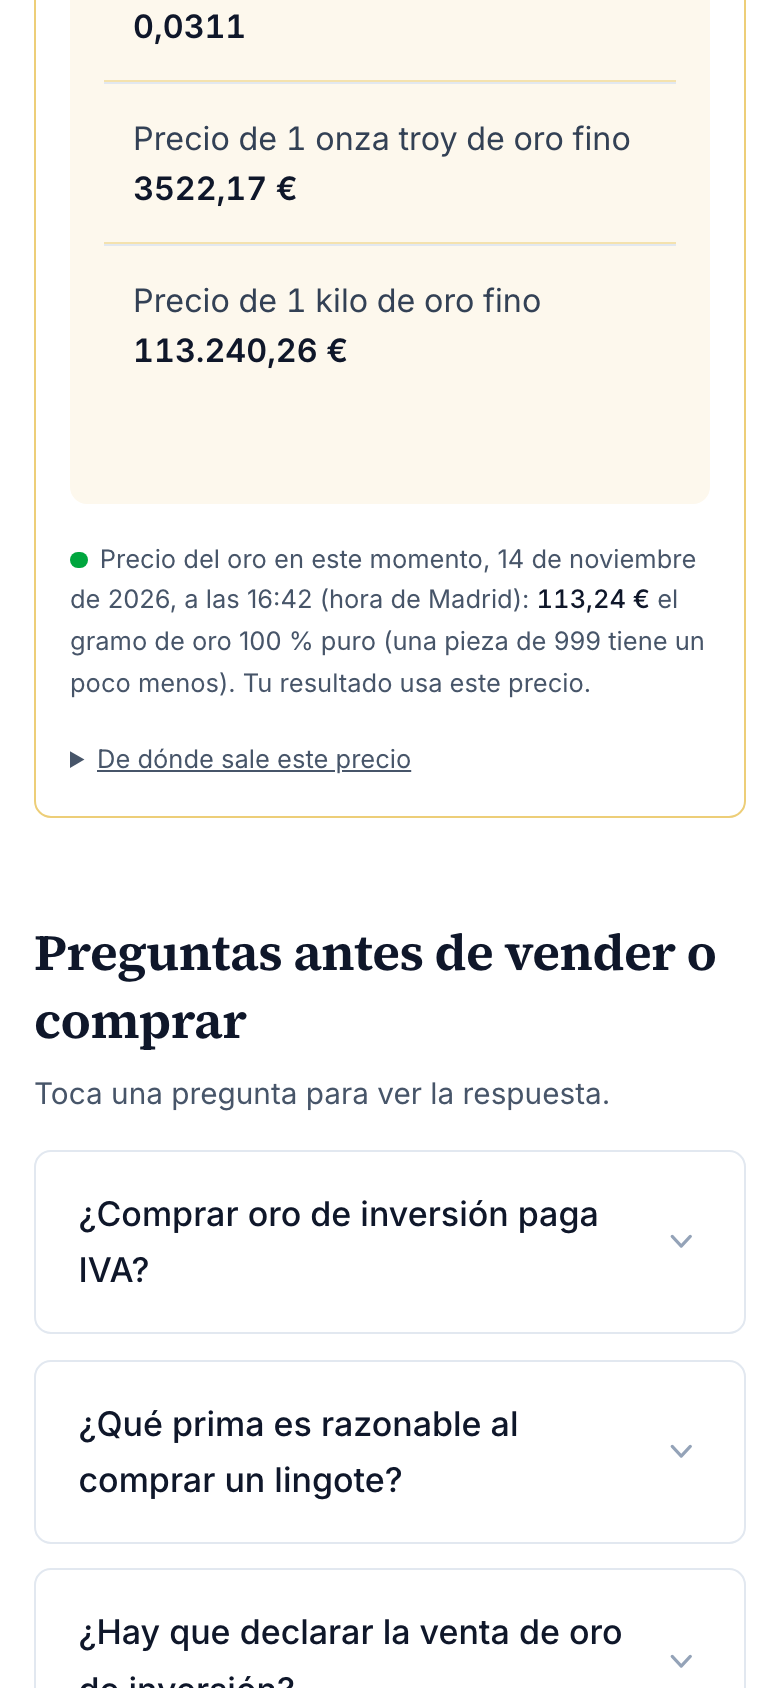 0,0311
Precio de 1 onza troy de oro fino
3522,17 €
Precio de 1 kilo de oro fino
113.240,26 €
Precio del oro en este momento, 14 de noviembre
de 2026, a las 16:42 (hora de Madrid): 113,24 € el
gramo de oro 100 % puro (una pieza de 999 tiene un
poco menos). Tu resultado usa este precio.
De dónde sale este precio
Preguntas antes de vender o
comprar
Toca una pregunta para ver la respuesta.
¿Comprar oro de inversión paga
IVA?
¿Qué prima es razonable al
comprar un lingote?
¿Hay que declarar la venta de oro
de inversión?